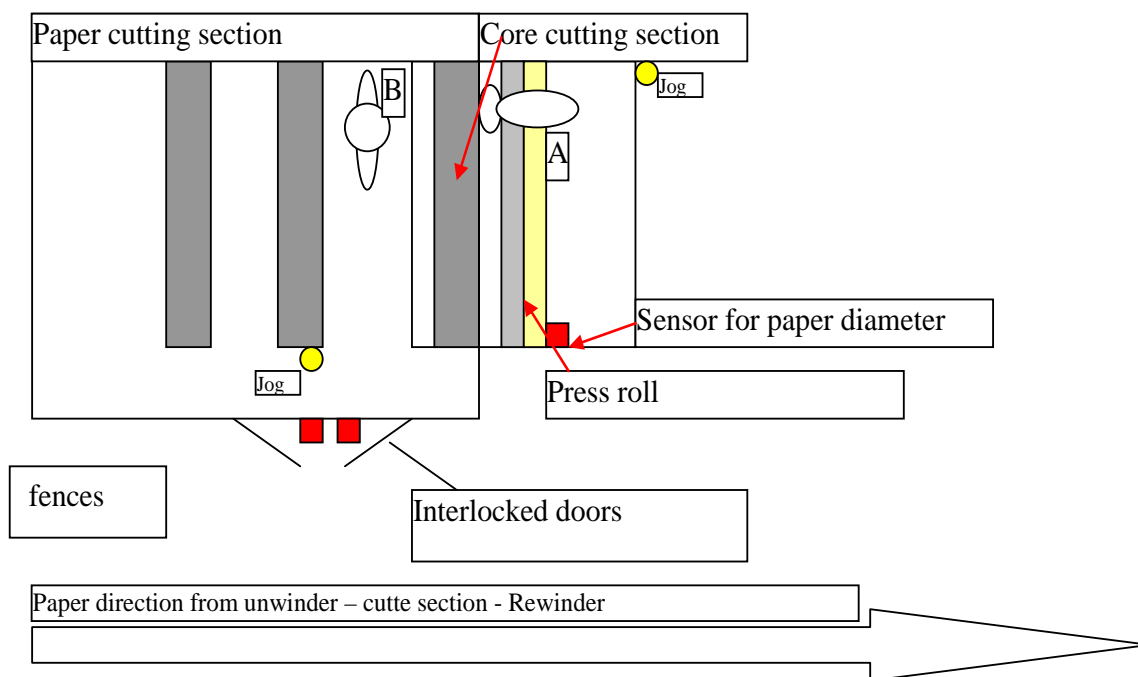 Paper cutting section
Core cutting section
Jog
B
A
Sensor for paper diameter
Press roll
Jog
fences
Interlocked doors
Paper direction from unwinder – cutte section - Rewinder